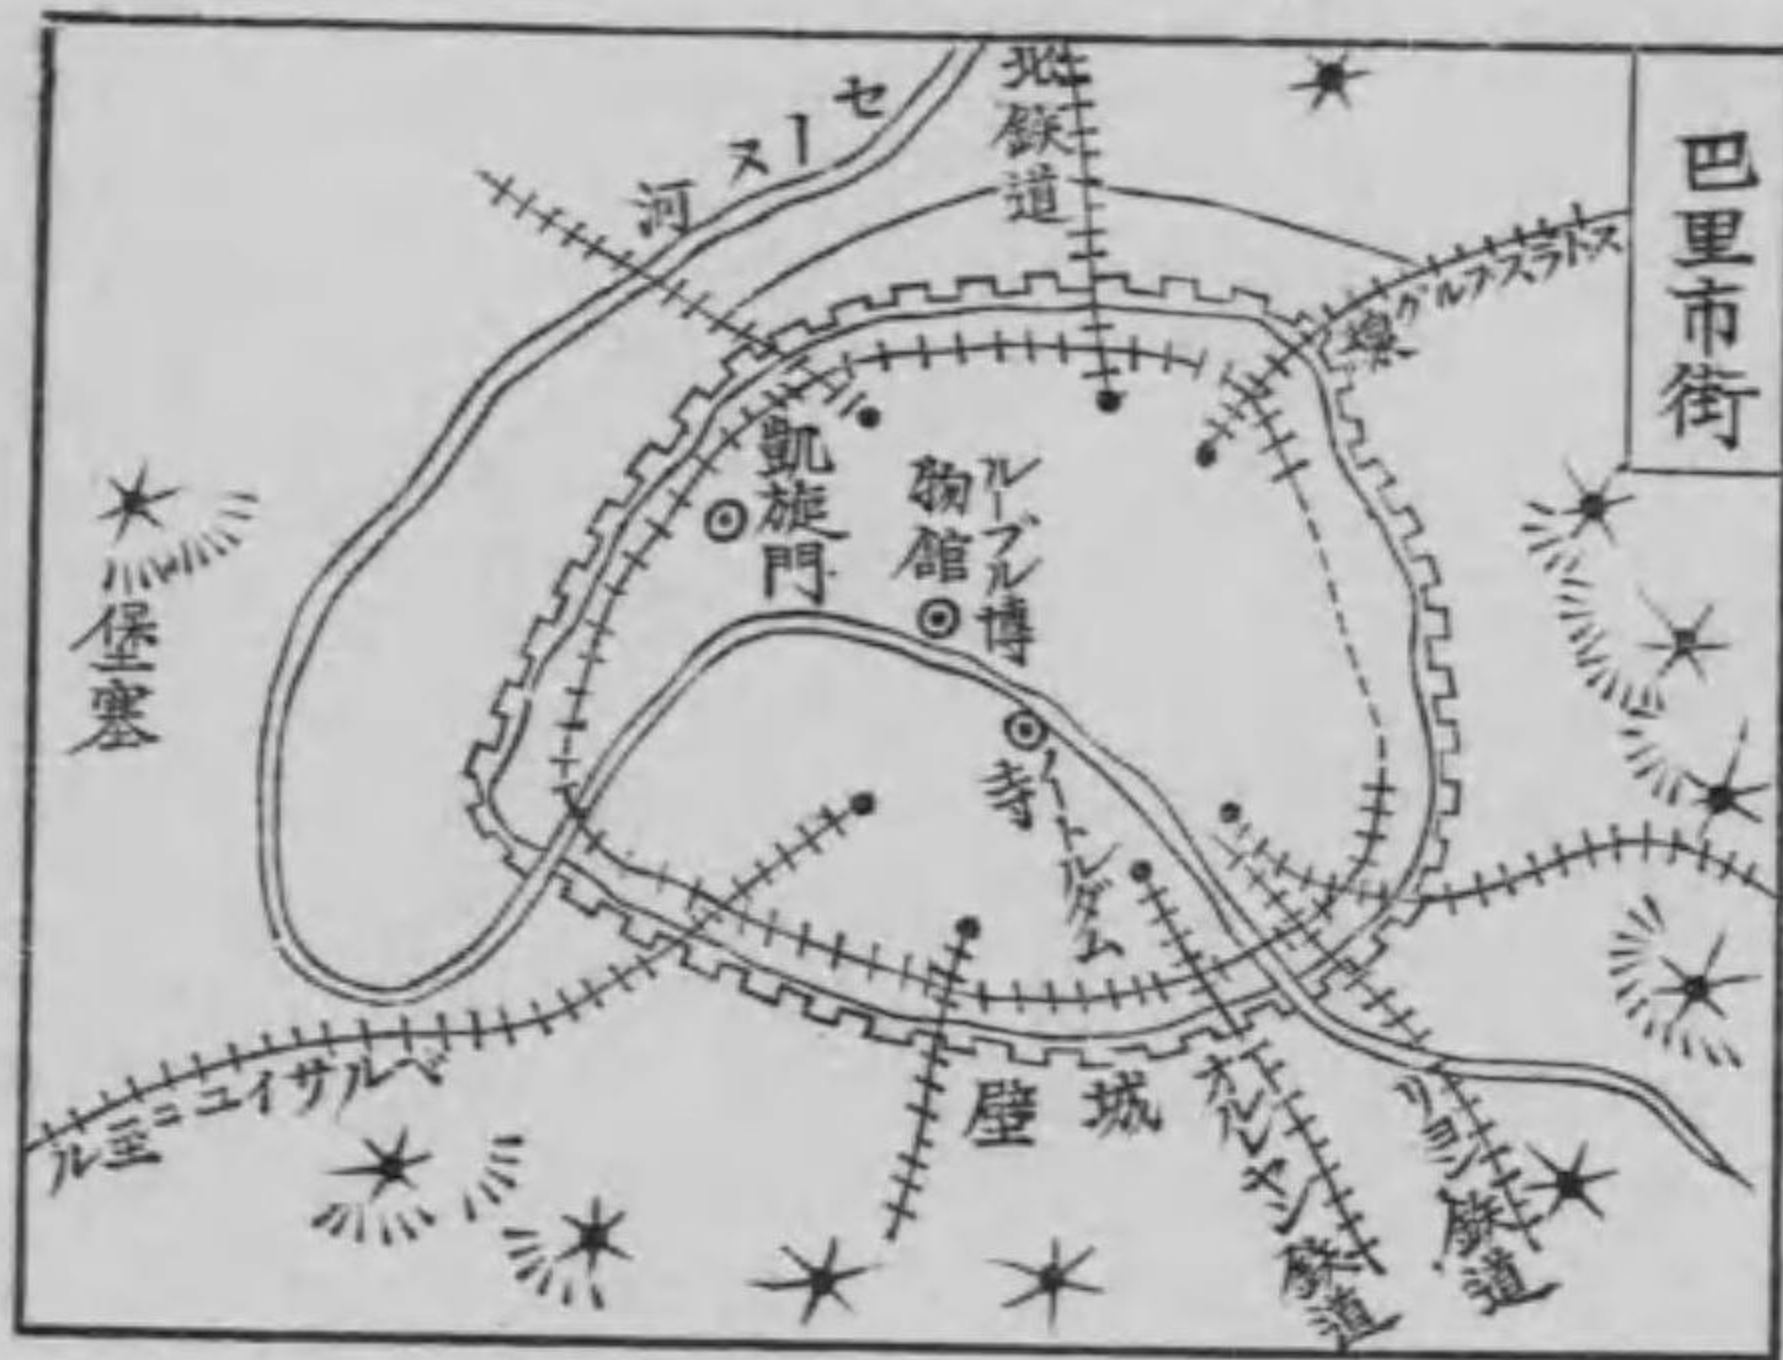 巴里市街
北鉄道
セーヌ河
ストラスブルグ線
凱旋門
ルーブル博
物館
ノートルダム
寺
堡塞
ベルサイユニ至ル
城壁
オルレヤン鉄道
リヨン鉄道